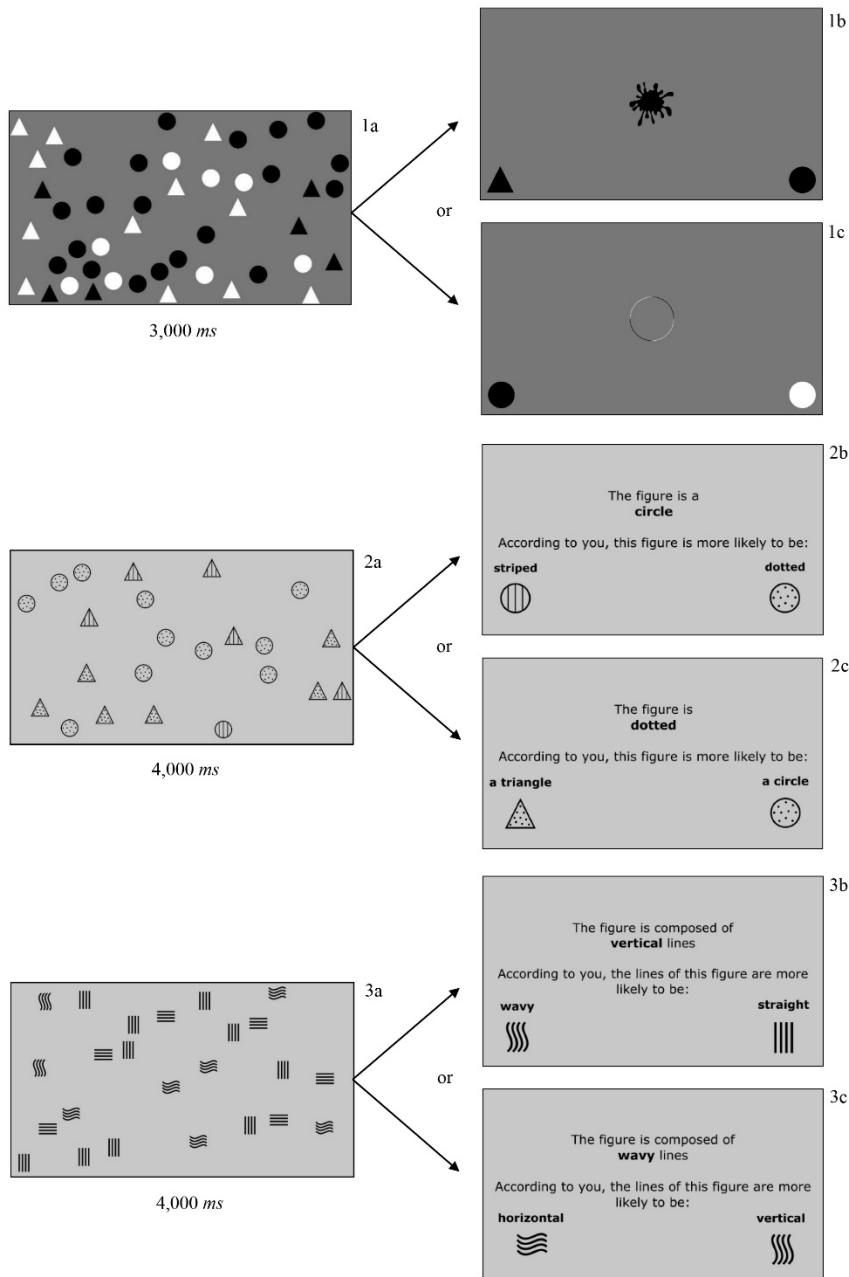 1b
1a
or
1c
3,000 ms
2b
The figure is a
circle
According to you, this figure is more likely to be:
striped dotted
2a
or
2c
The figure is
dotted
According to you, this figure is more likely to be:
a triangle a circle
4,000 ms
3b
The figure is composed of
vertical lines
According to you, the lines of this figure are more
likely to be:
wavy straight
3a
or
3c
The figure is composed of
wavy lines
According to you, the lines of this figure are more
likely to be:
horizontal vertical
4,000 ms